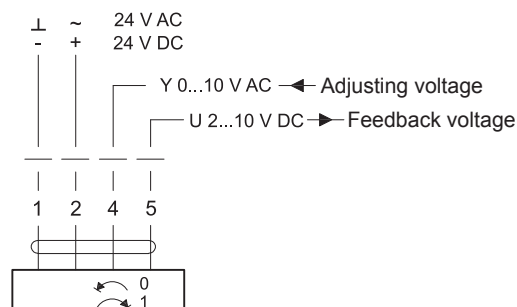 ⊥ ~ 24 V AC
- + 24 V DC
Y 0...10 V AC Adjusting voltage
U 2...10 V DC Feedback voltage
1 2 4 5
0
1